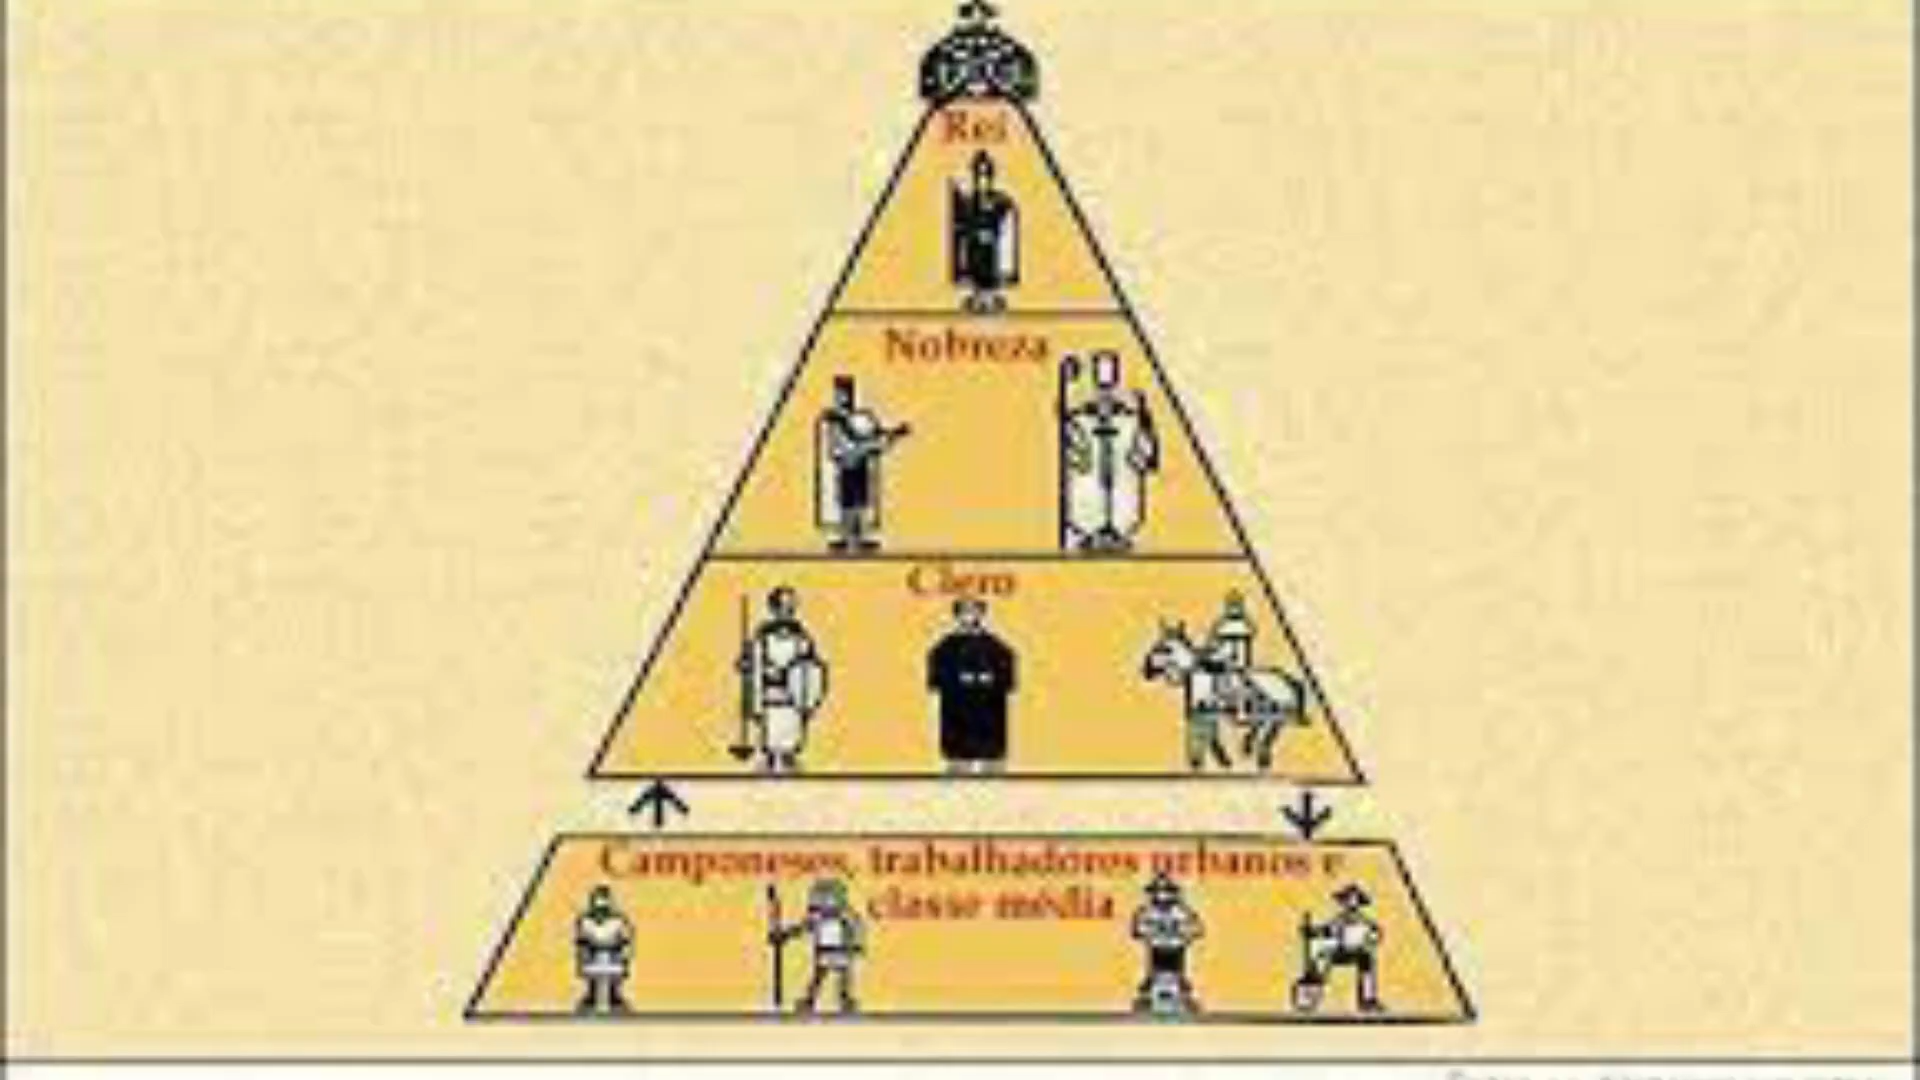 Rei
Nobreza
Clero
Camponeses, trabalhadores urbanos e
classe média